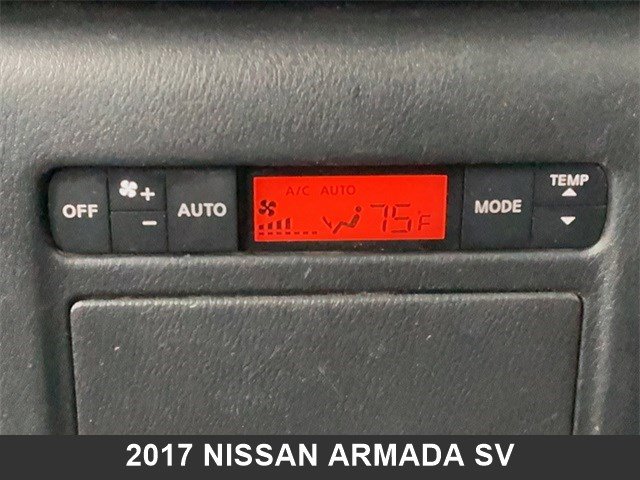 A/C AUTO
TEMP
OFF + - AUTO 75F MODE
2017 NISSAN ARMADA SV